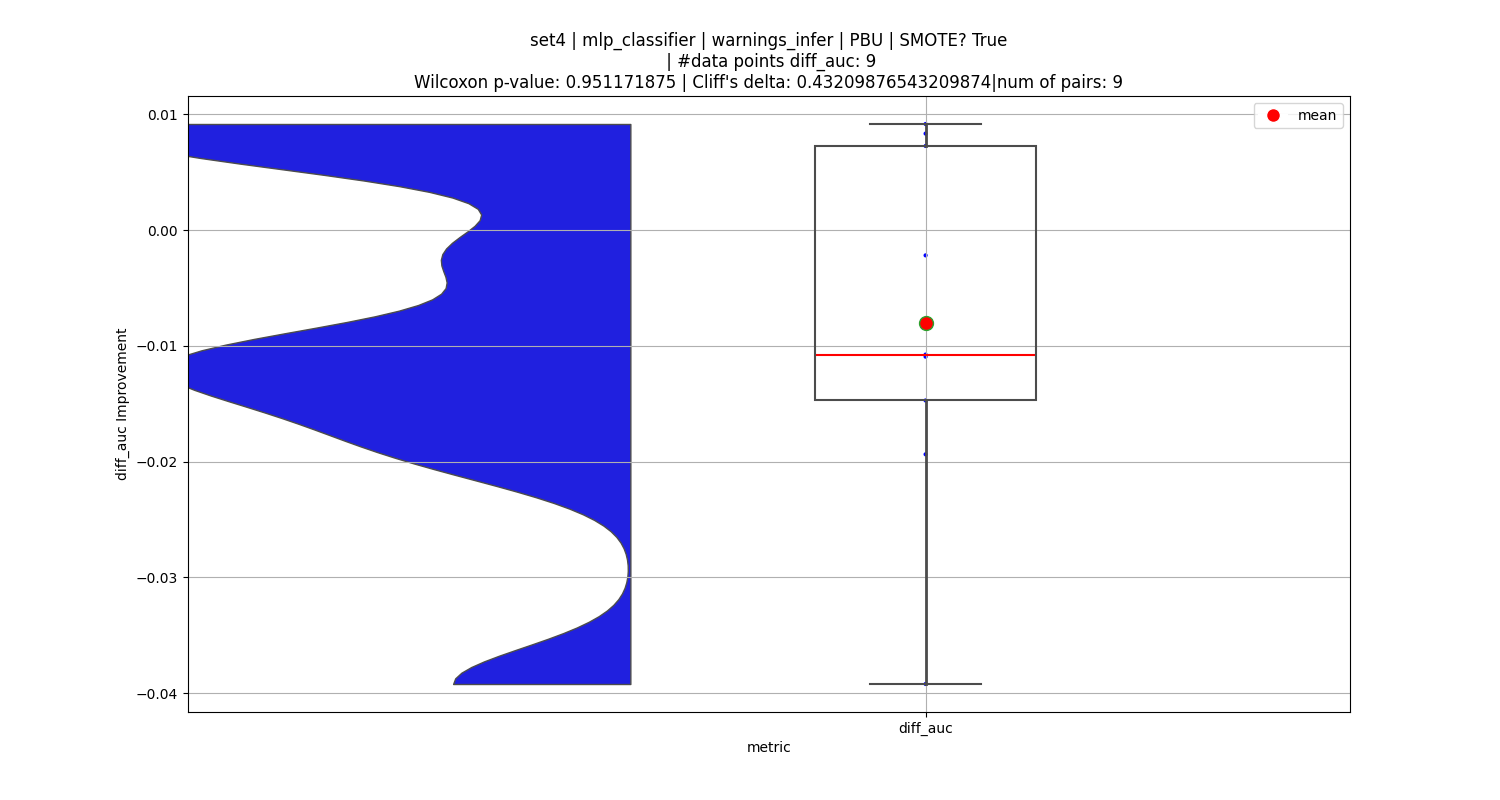 set4 | mlp_classifier | warnings_infer | PBU | SMOTE? True
| #data points diff_auc: 9
Wilcoxon p-value: 0.951171875 | Cliff's delta: 0.43209876543209874|num of pairs: 9
mean
0.01
0.00
−0.01
−0.02
−0.03
−0.04
diff_auc Improvement
diff_auc
metric